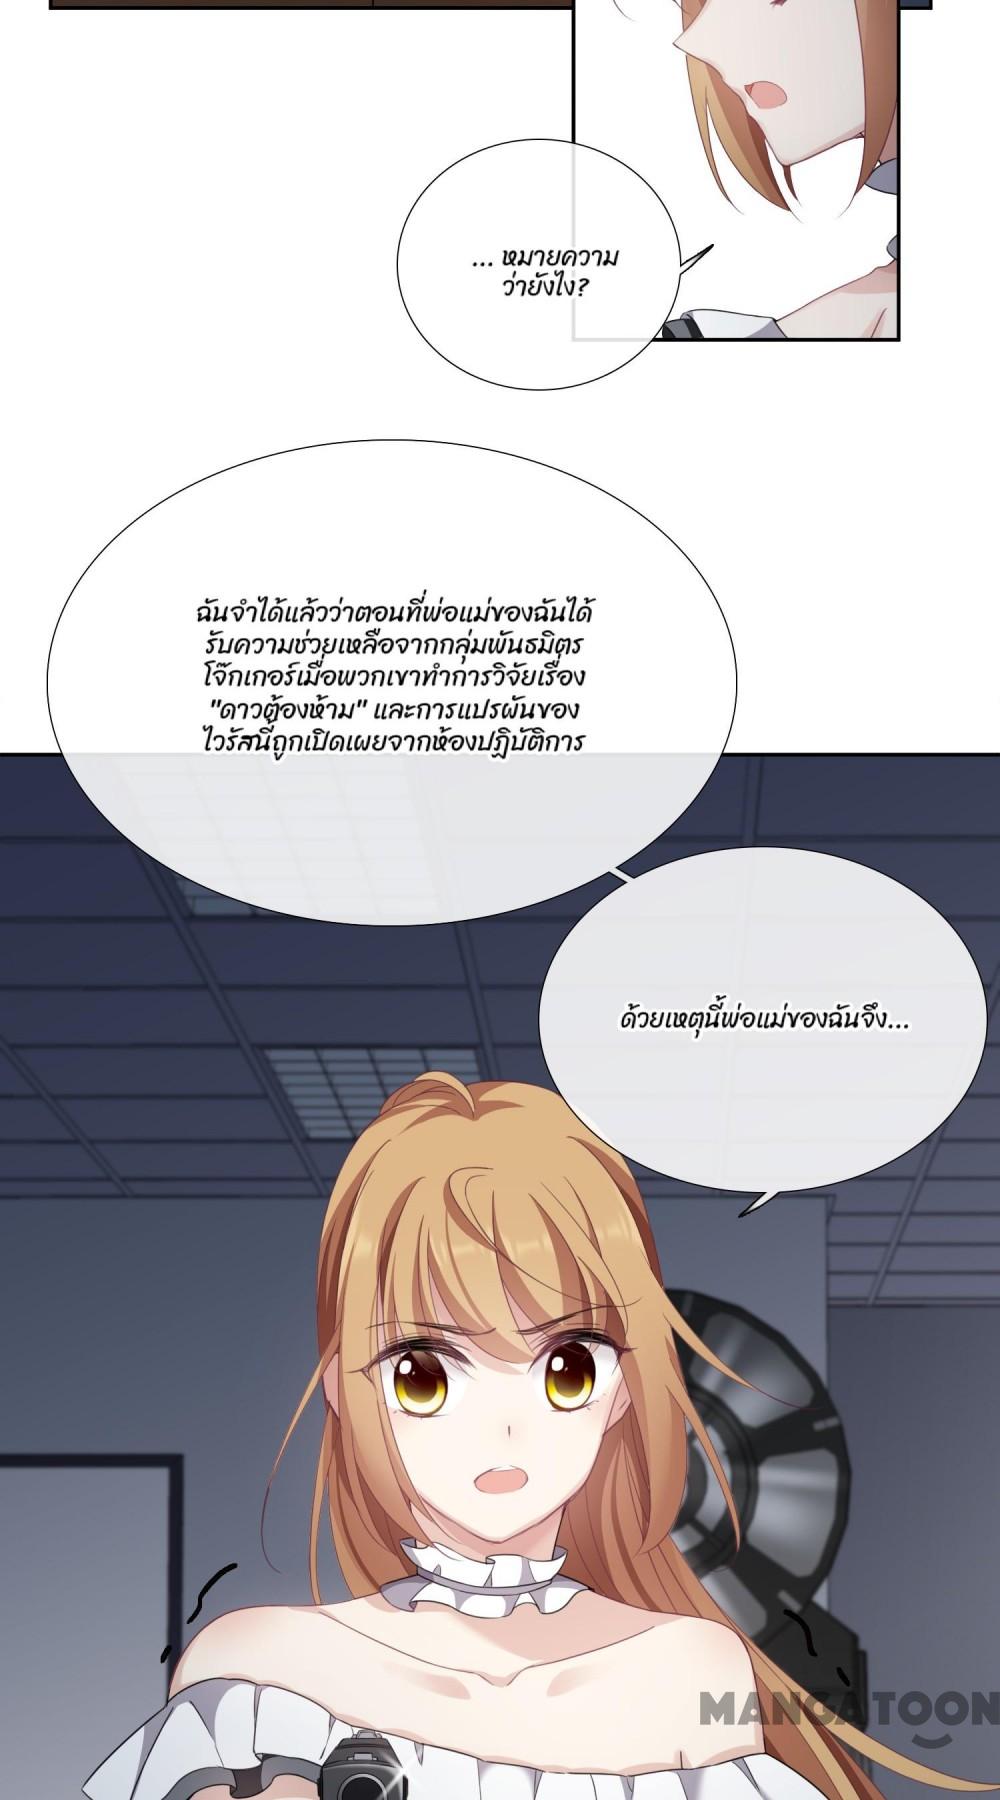 ... หมายความ
ว่ายังไง?
ฉันจำได้แล้วว่าตอนที่พ่อแม่ของฉันได้
รับความช่วยเหลือจากกลุ่มพันธมิตร
โจ๊กเกอร์เมื่อพวกเขาทำการวิจัยเรื่อง
"ดาวต้องห้าม" และการแปรผันของ
ไวรัสนี้ถูกเปิดเผยจากห้องปฏิบัติการ
ด้วยเหตุนี้พ่อแม่ของฉันจึง...
MANGATOON